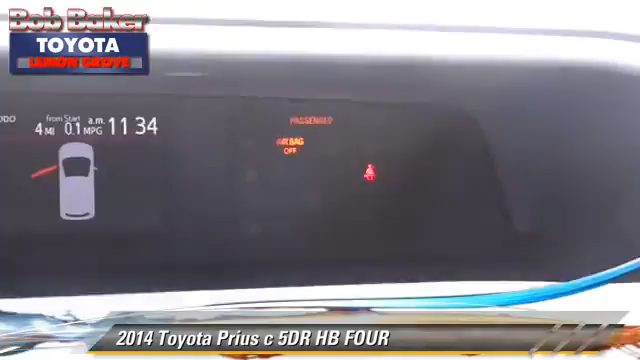 Bob Baker
TOYOTA
LEMON GROVE
ODO
from Start
a.m.
4 MI 0.1 MPG 11 34
PASSENGER
AIR BAG
OFF
2014 Toyota Prius c 5DR HB FOUR